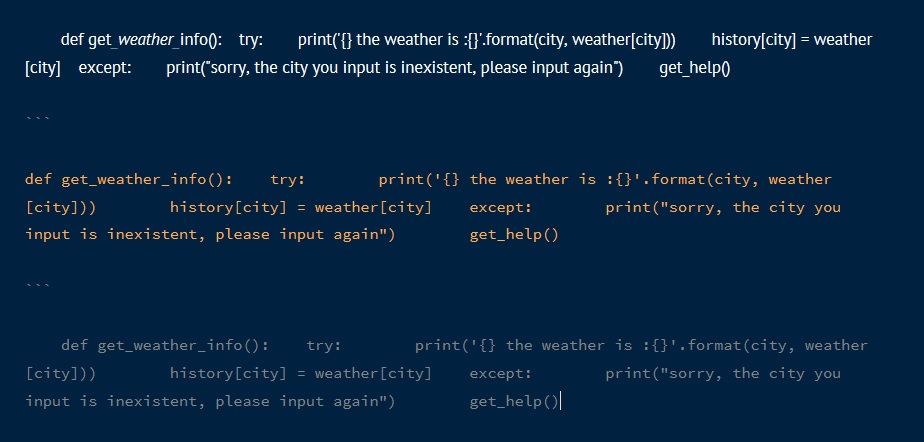 def get_weather_info():    try:        print('{} the weather is :{}'.format(city, weather[city]))        history[city] = weather
[city]    except:        print("sorry, the city you input is inexistent, please input again")        get_help()
```
def get_weather_info():    try:        print('{} the weather is :{}'.format(city, weather
[city]))        history[city] = weather[city]    except:        print("sorry, the city you
input is inexistent, please input again")        get_help()
```
def get_weather_info():    try:        print('{} the weather is :{}'.format(city, weather
[city]))        history[city] = weather[city]    except:        print("sorry, the city you
input is inexistent, please input again")        get_help()